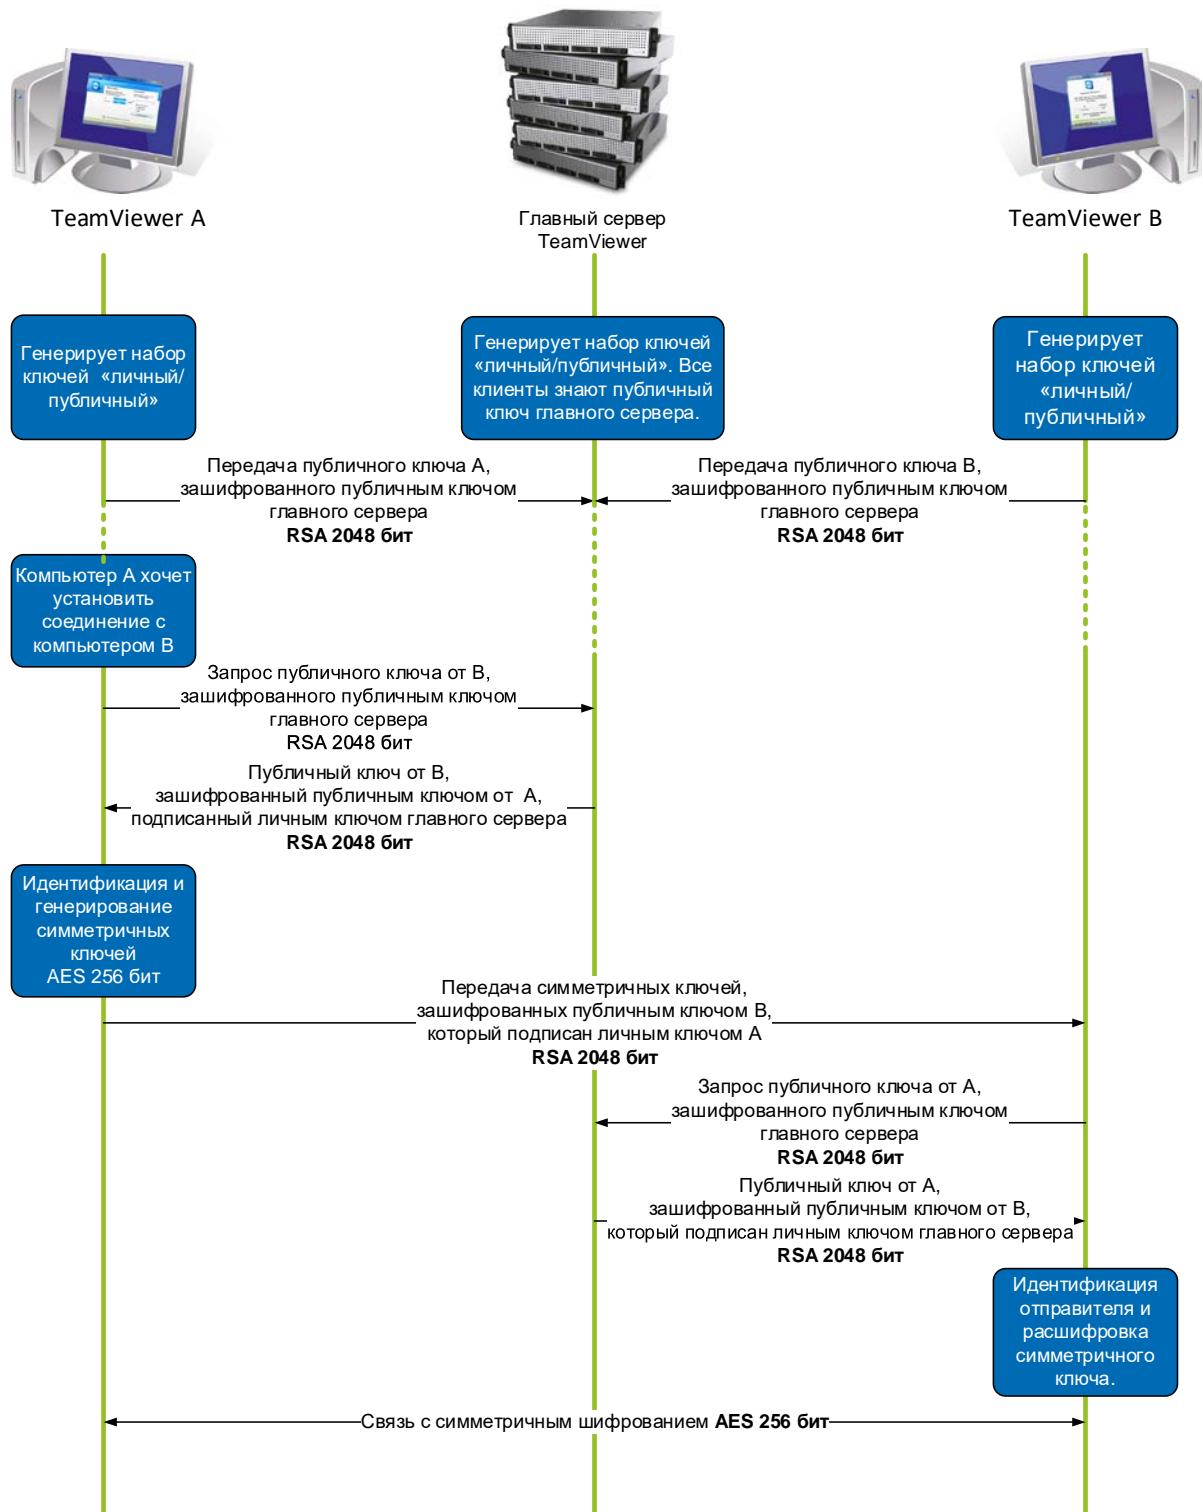 TeamViewer A
Главный сервер
TeamViewer
TeamViewer B
Генерирует набор
ключей «личный/
публичный»
Генерирует набор ключей
«личный/публичный». Все
клиенты знают публичный
ключ главного сервера.
Генерирует
набор ключей
«личный/
публичный»
Передача публичного ключа A,
зашифрованного публичным ключом
главного сервера
RSA 2048 бит
Передача публичного ключа B,
зашифрованного публичным ключом
главного сервера
RSA 2048 бит
Компьютер A хочет
установить
соединение с
компьютером B
Запрос публичного ключа от B,
зашифрованного публичным ключом
главного сервера
RSA 2048 бит
Публичный ключ от B,
зашифрованный публичным ключом от A,
подписанный личным ключом главного сервера
RSA 2048 бит
Идентификация и
генерирование
симметричных
ключей
AES 256 бит
Передача симметричных ключей,
зашифрованных публичным ключом B,
который подписан личным ключом A
RSA 2048 бит
Запрос публичного ключа от A,
зашифрованного публичным ключом
главного сервера
RSA 2048 бит
Публичный ключ от A,
зашифрованный публичным ключом от B,
который подписан личным ключом главного сервера
RSA 2048 бит
Идентификация
отправителя и
расшифровка
симметричного
ключа.
Связь с симметричным шифрованием AES 256 бит